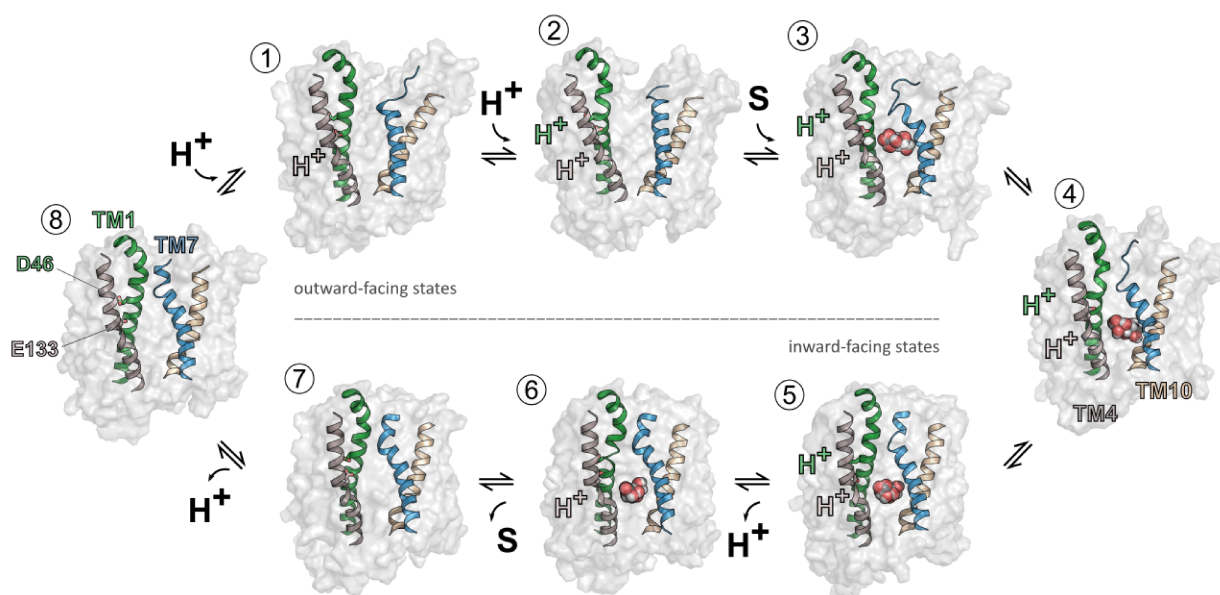 ①
②
③
H⁺
S
H⁺
H⁺
H⁺
H⁺
H⁺
H⁺
H⁺
④
⑧
TM1
TM7
D46
outward-facing states
H⁺
E133
inward-facing states
H⁺
⑦
⑥
⑤
TM10
TM4
H⁺
H⁺
H⁺
H⁺
S
H⁺